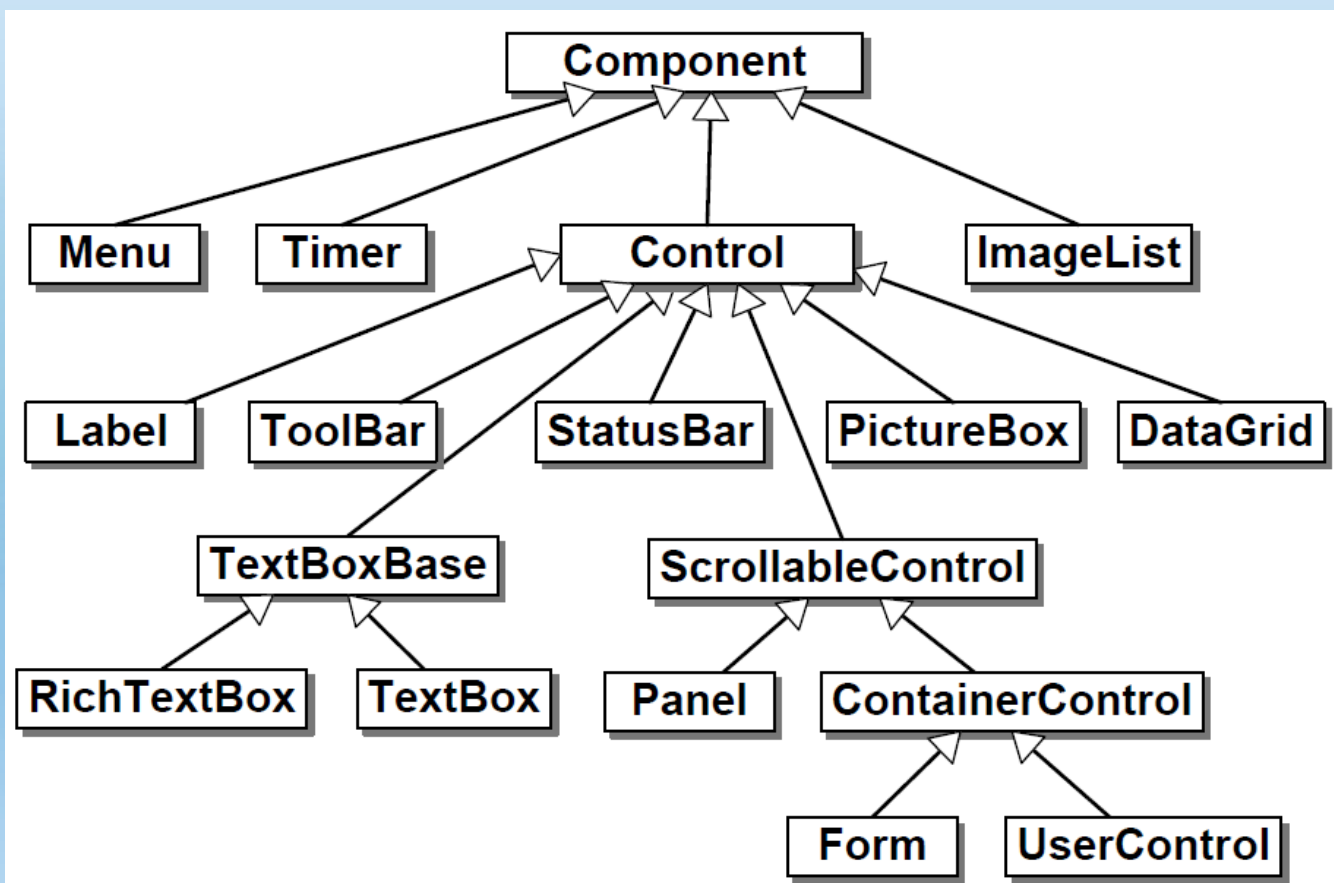 Component
Menu Timer Control ImageList
Label ToolBar StatusBar PictureBox DataGrid
TextBoxBase ScrollableControl
RichTextBox TextBox Panel ContainerControl
Form UserControl